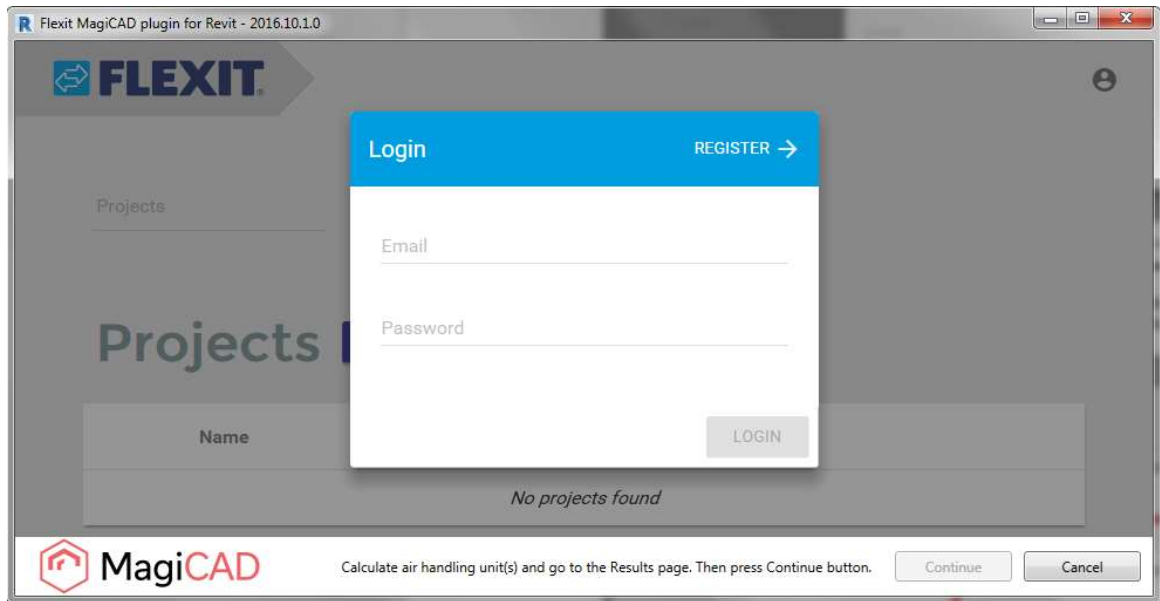 Flexit MagiCAD plugin for Revit - 2016.10.1.0
FLEXIT
Login
REGISTER
Projects
Email
Password
Projects
LOGIN
Name
No projects found
MagiCAD
Calculate air handling unit(s) and go to the Results page. Then press Continue button.
Continue
Cancel